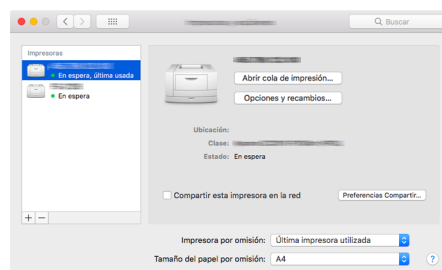 Buscar
Impresoras
En espera, última usada
En espera
Abrir cola de impresión...
Opciones y recambios...
Ubicación:
Clase:
Estado: En espera
Compartir esta impresora en la red
Preferencias Compartir...
+ −
Impresora por omisión: Última impresora utilizada
Tamaño del papel por omisión: A4
?